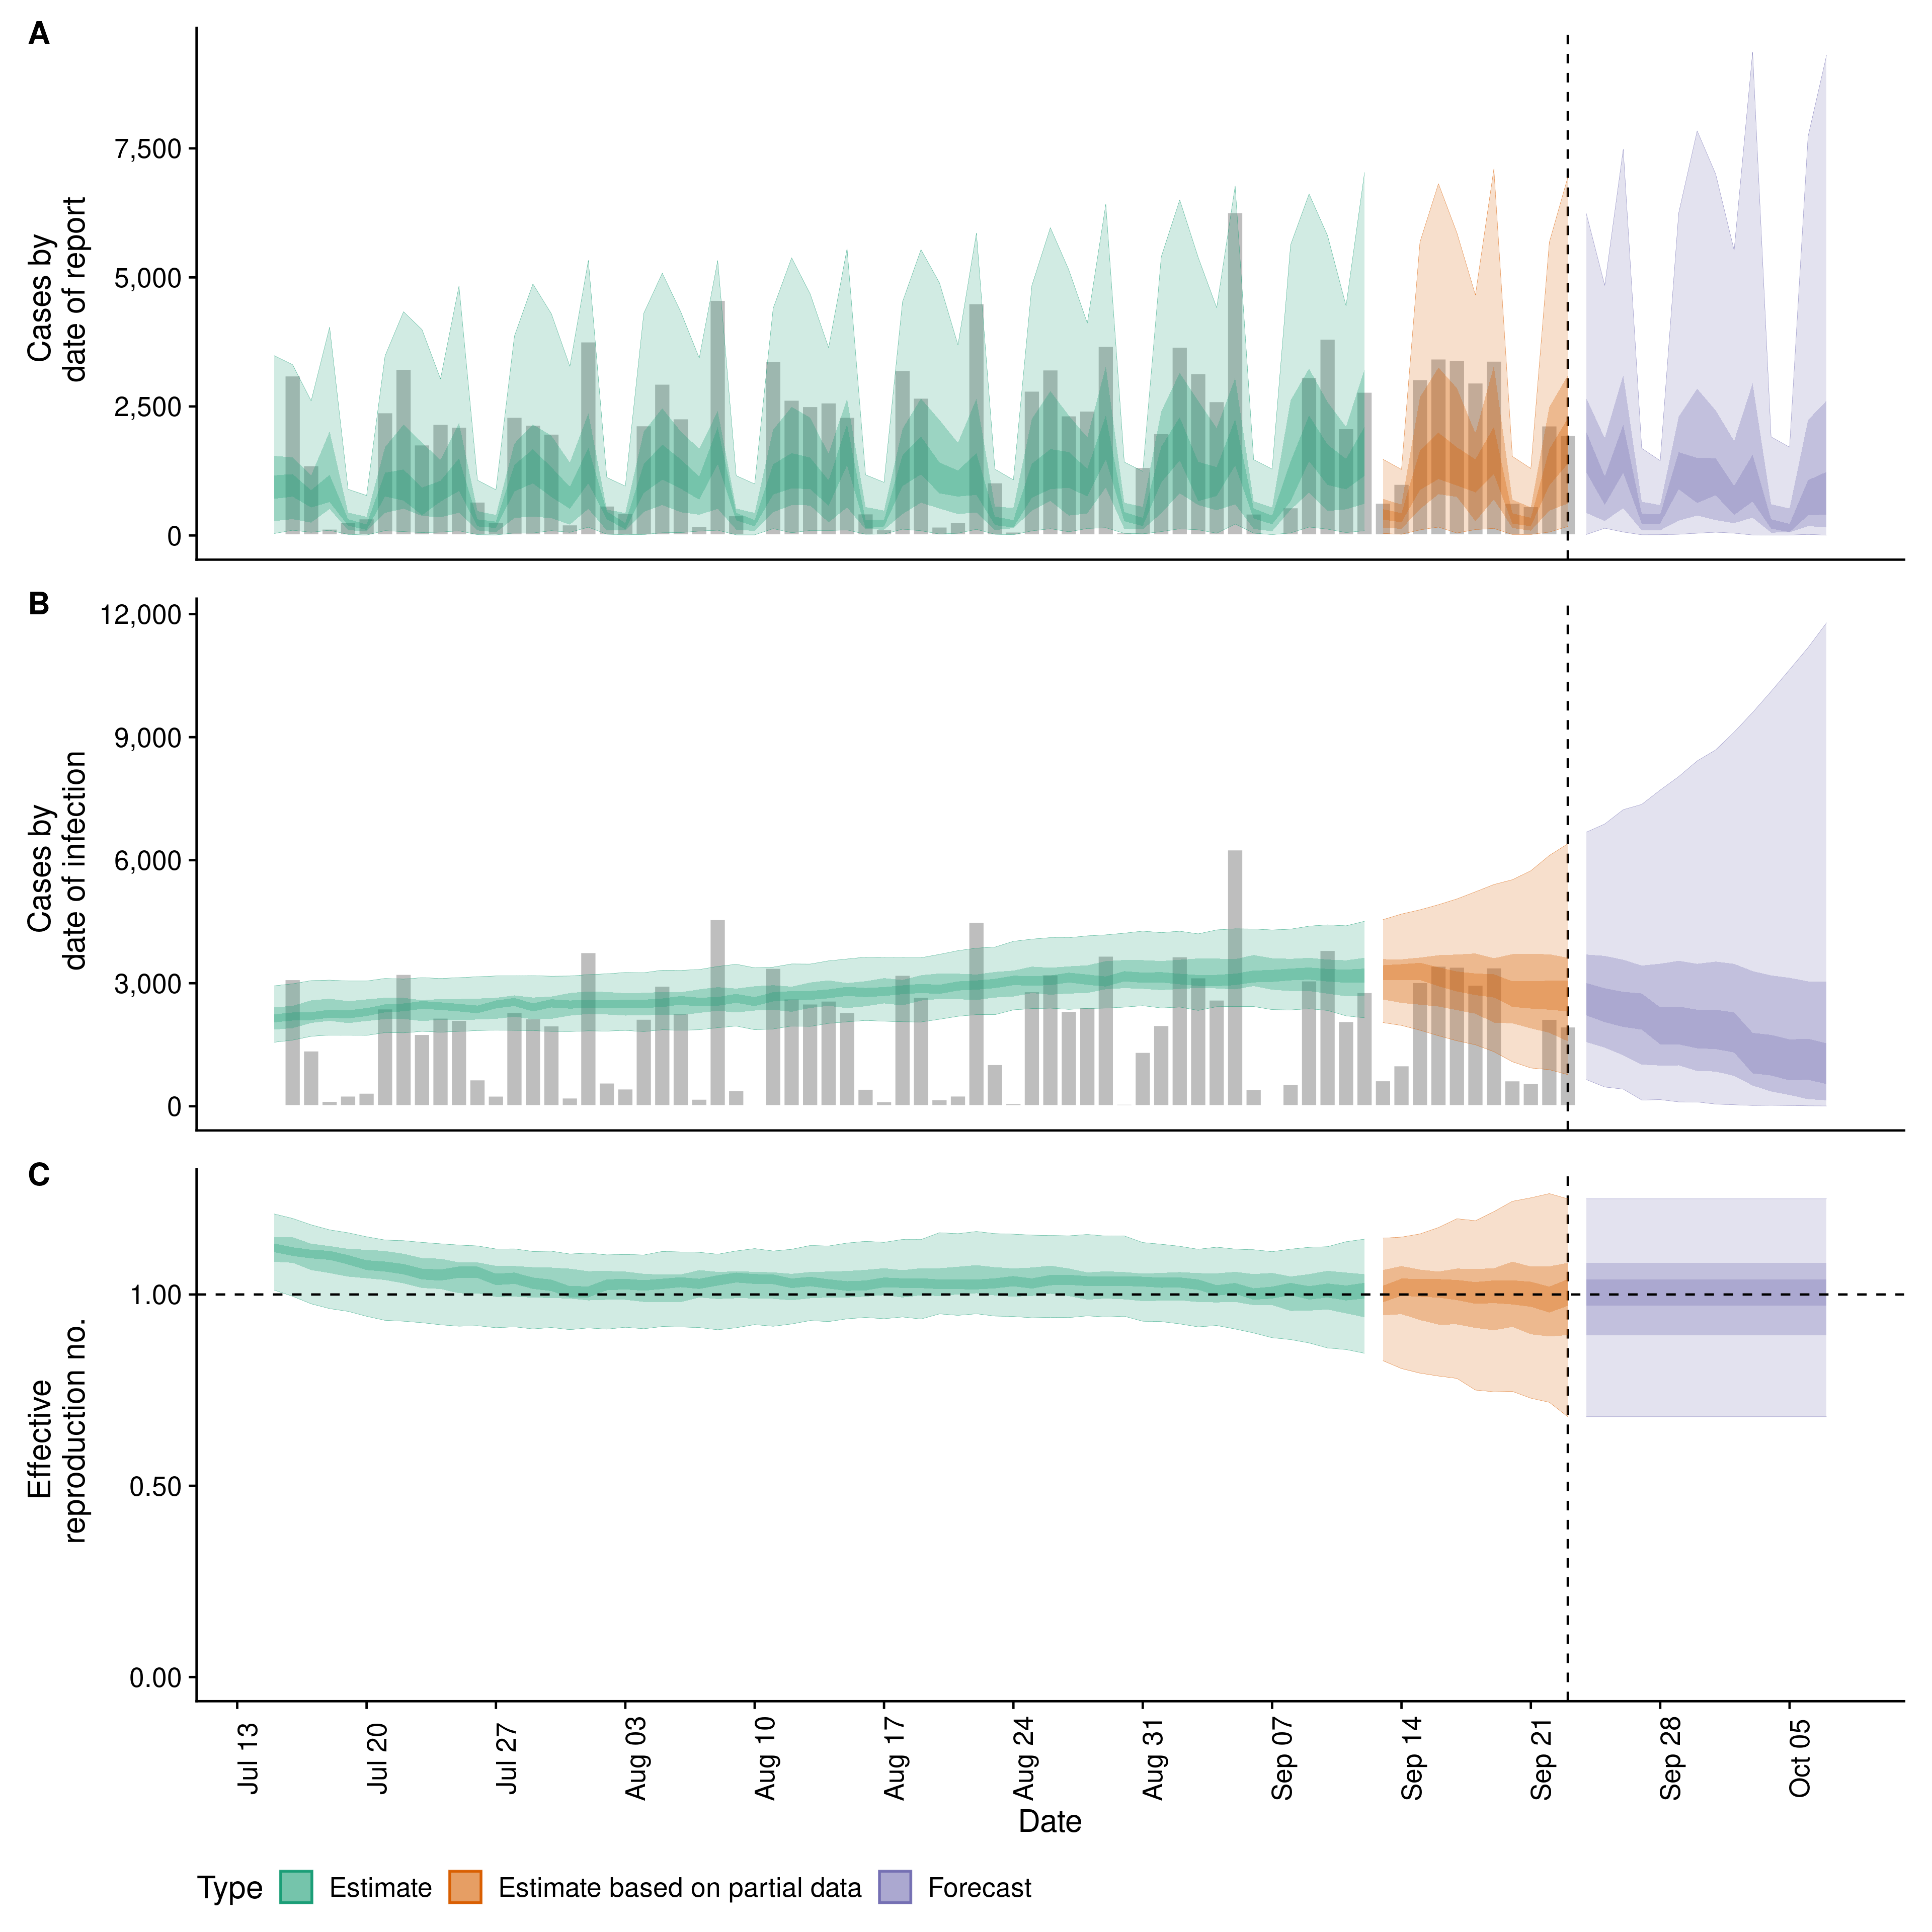 A
Cases by
date of report
7,500
5,000
2,500
0
B
Cases by
date of infection
12,000
9,000
6,000
3,000
0
C
Effective
reproduction no.
1.00
0.50
0.00
Jul 13
Jul 20
Jul 27
Aug 03
Aug 10
Aug 17
Aug 24
Aug 31
Sep 07
Sep 14
Sep 21
Sep 28
Oct 05
Date
Type Estimate Estimate based on partial data Forecast